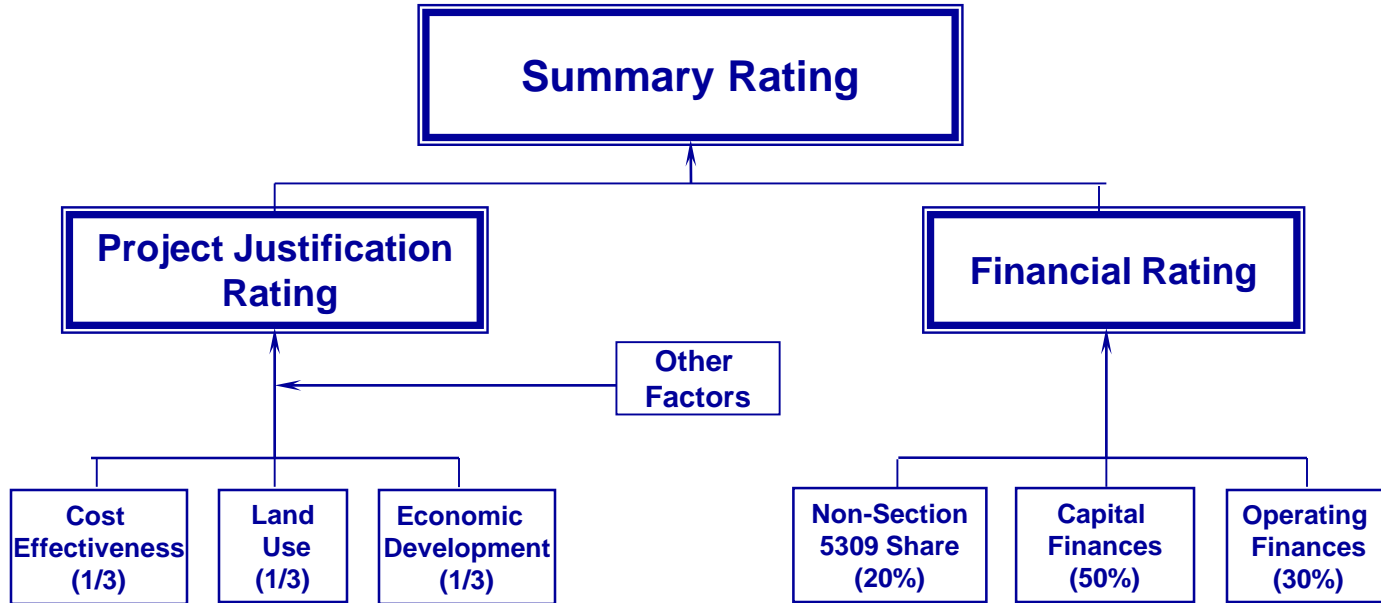 Summary Rating
Project Justification
Rating
Financial Rating
Other
Factors
Cost
Effectiveness
(1/3)
Land
Use
(1/3)
Economic
Development
(1/3)
Non-Section
5309 Share
(20%)
Capital
Finances
(50%)
Operating
Finances
(30%)